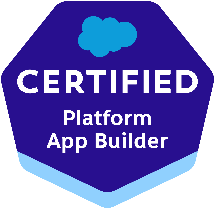 CERTIFIED
Platform
App Builder